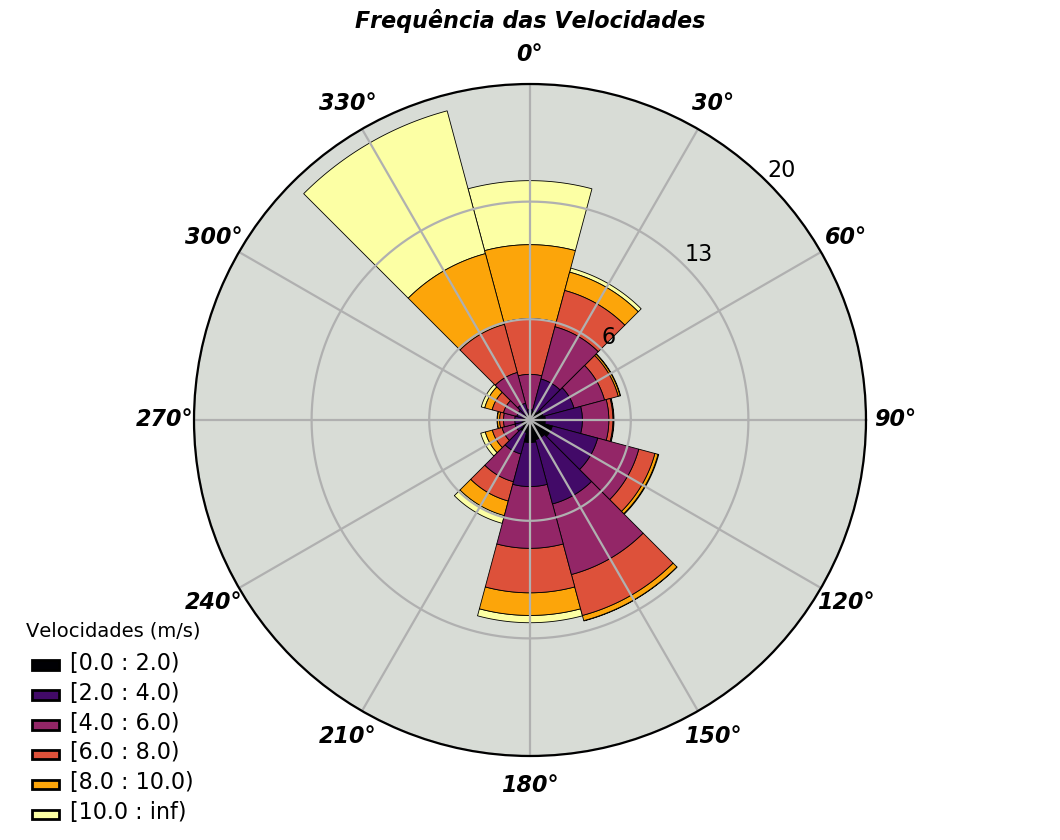 Frequência das Velocidades
0°
330°
30°
20
300°
60°
13
6
270°
90°
240°
120°
210°
150°
180°
Velocidades (m/s)
[0.0 : 2.0)
[2.0 : 4.0)
[4.0 : 6.0)
[6.0 : 8.0)
[8.0 : 10.0)
[10.0 : inf)